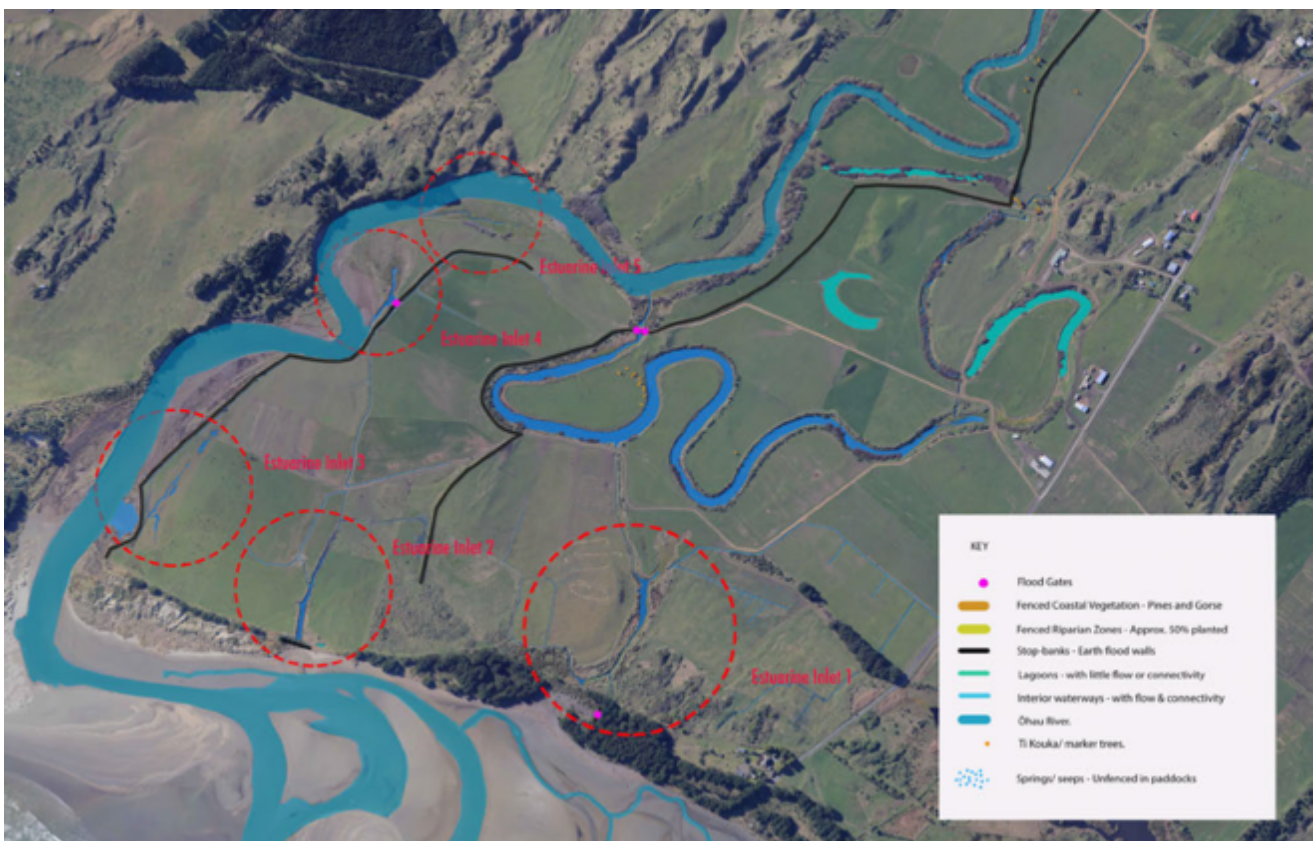 Estuarine Inlet 5
Estuarine Inlet 4
Estuarine Inlet 3
Estuarine Inlet 2
Estuarine Inlet 1
KEY
Flood Gates
Fenced Coastal Vegetation - Pines and Gorse
Fenced Riparian Zones - Approx. 50% planted
Stop-banks - Earth flood walls
Lagoons - with little flow or connectivity
Interior waterways - with flow & connectivity
Ōhau River.
Ti Kouka/ marker trees.
Springs/ seeps - Unfenced in paddocks